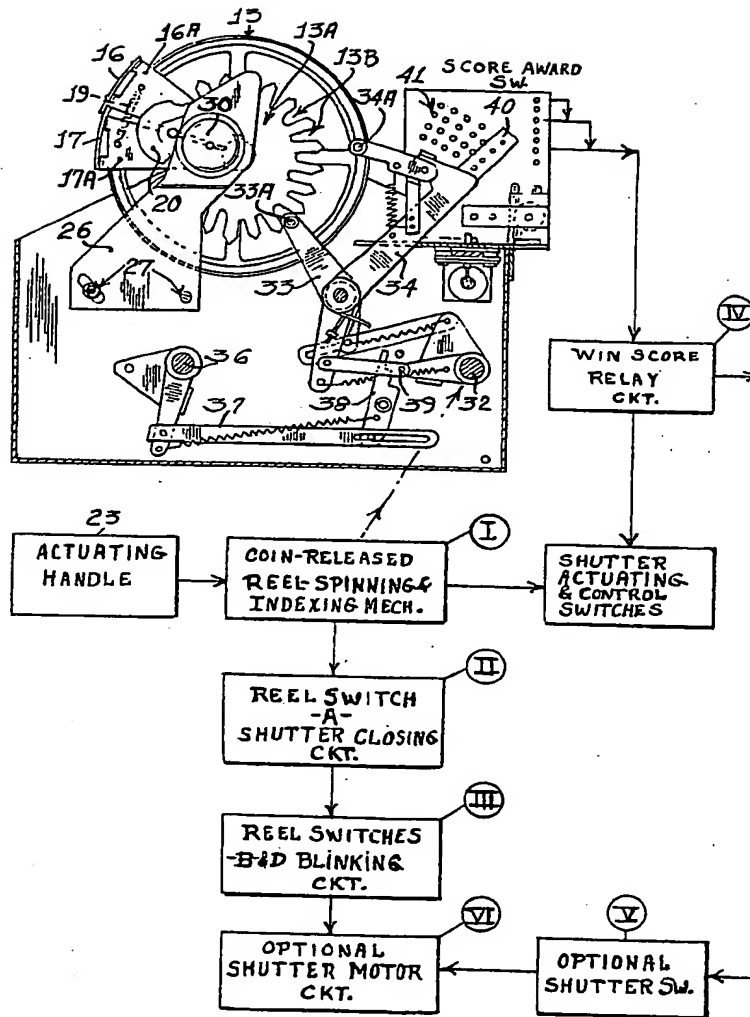 13
16A
16
13A
13B
SCORE AWARD
SW.
41
34A
40
19
30
17
33A
17A
20
26
27
33
34
IV
WIN SCORE
RELAY
CKT.
36
37
38
39
32
23
ACTUATING
HANDLE
I
COIN-RELEASED
REEL-SPINNING &
INDEXING MECH.
SHUTTER
ACTUATING
& CONTROL
SWITCHES
II
REEL SWITCH
-A-
SHUTTER CLOSING
CKT.
III
REEL SWITCHES
-B&D BLINKING
CKT.
VI
OPTIONAL
SHUTTER MOTOR
CKT.
V
OPTIONAL
SHUTTER SW.